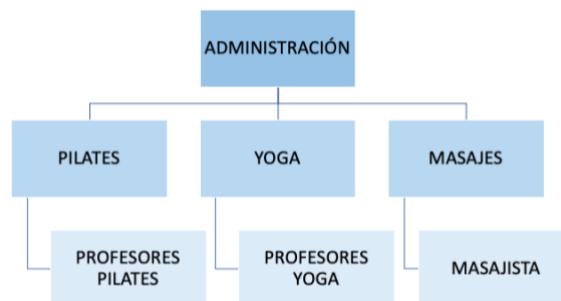 ADMINISTRACIÓN
PILATES
YOGA
MASAJES
PROFESORES
PILATES
PROFESORES
YOGA
MASAJISTA